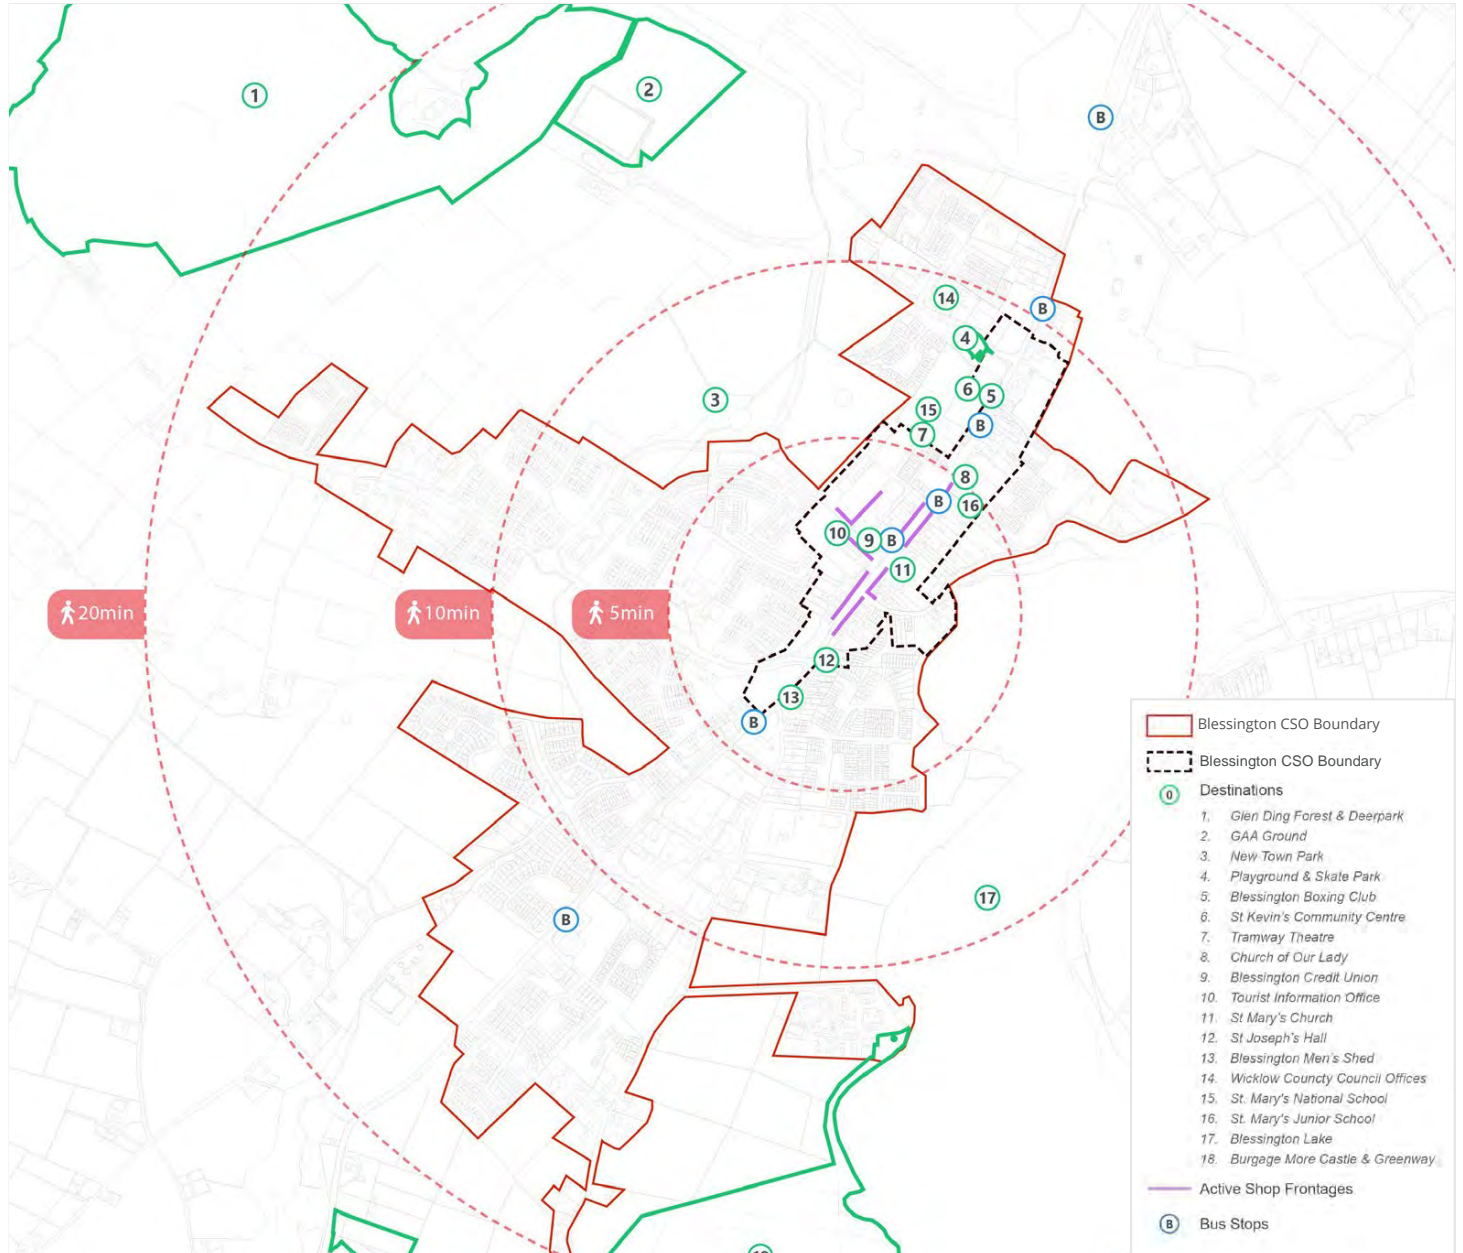 1
2
B
14
B
4
3
6
5
15
B
7
8
B
16
10
9
B
11
20min
10min
5min
12
13
B
17
B
Blessington CSO Boundary
Blessington CSO Boundary
0 Destinations
1. Glen Ding Forest & Deerpark
2. GAA Ground
3. New Town Park
4. Playground & Skate Park
5. Blessington Boxing Club
6. St Kevin's Community Centre
7. Tramway Theatre
8. Church of Our Lady
9. Blessington Credit Union
10. Tourist Information Office
11. St Mary's Church
12. St Joseph's Hall
13. Blessington Men's Shed
14. Wicklow Councty Council Offices
15. St. Mary's National School
16. St. Mary's Junior School
17. Blessington Lake
18. Burgage More Castle & Greenway
Active Shop Frontages
B Bus Stops